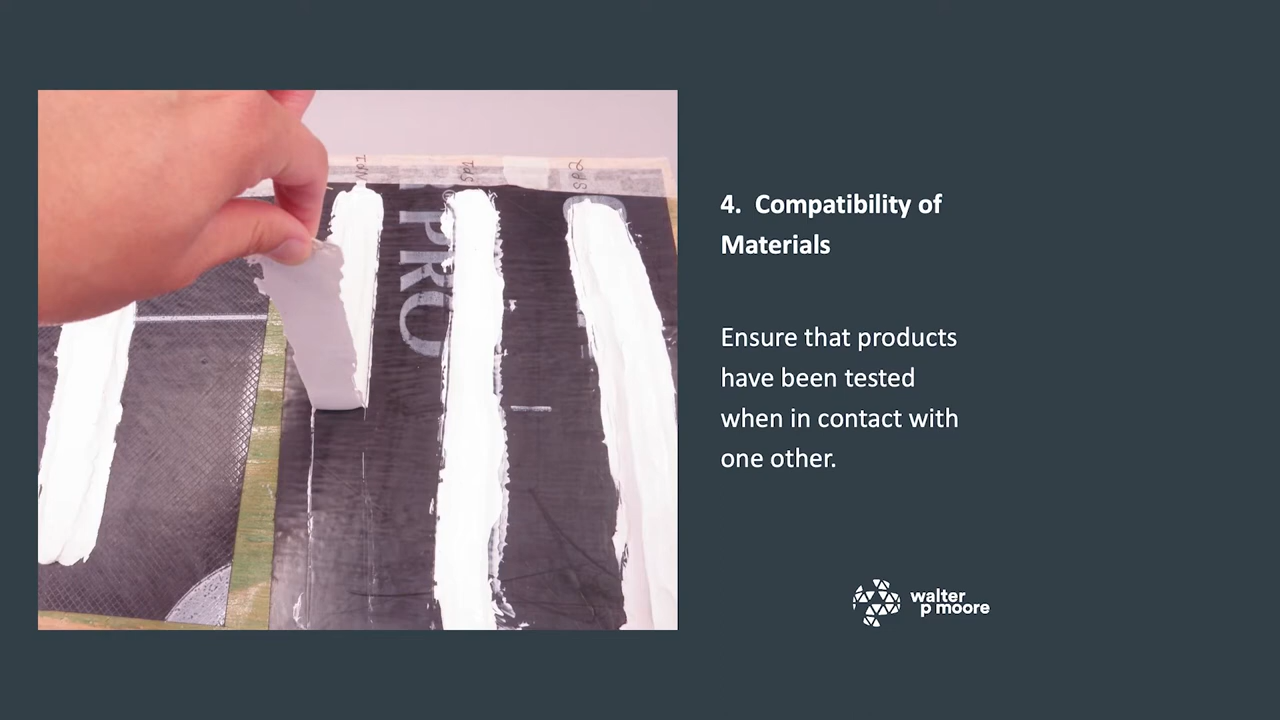 PRO
4. Compatibility of
Materials
Ensure that products
have been tested
when in contact with
one other.
walter
p moore